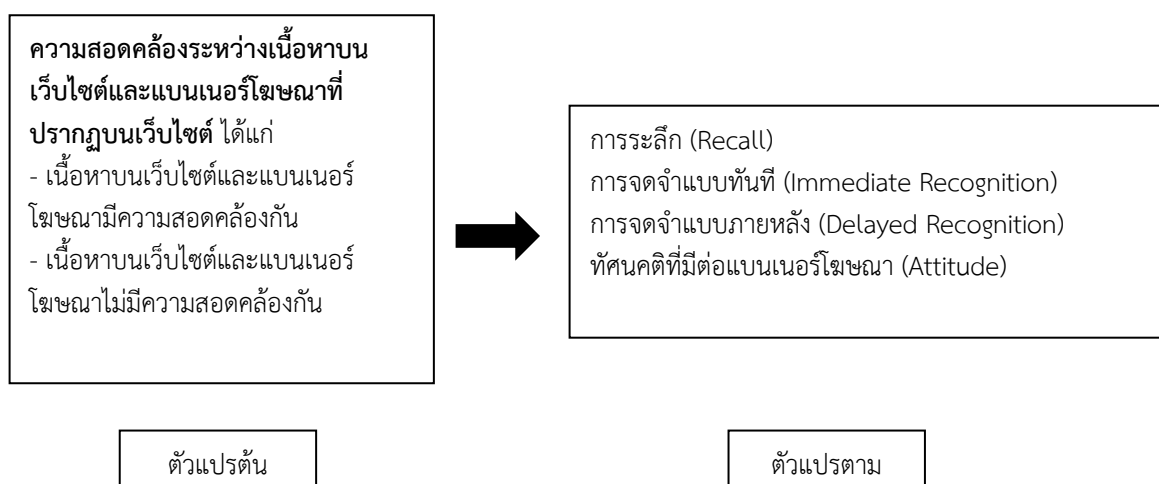 ความสอดคล้องระหว่างเนื้อหาบน
เว็บไซต์และแบนเนอร์โฆษณาที่
ปรากฏบนเว็บไซต์ ได้แก่
- เนื้อหาบนเว็บไซต์และแบนเนอร์
โฆษณามีความสอดคล้องกัน
- เนื้อหาบนเว็บไซต์และแบนเนอร์
โฆษณาไม่มีความสอดคล้องกัน
การระลึก (Recall)
การจดจำแบบทันที (Immediate Recognition)
การจดจำแบบภายหลัง (Delayed Recognition)
ทัศนคติที่มีต่อแบนเนอร์โฆษณา (Attitude)
ตัวแปรต้น
ตัวแปรตาม